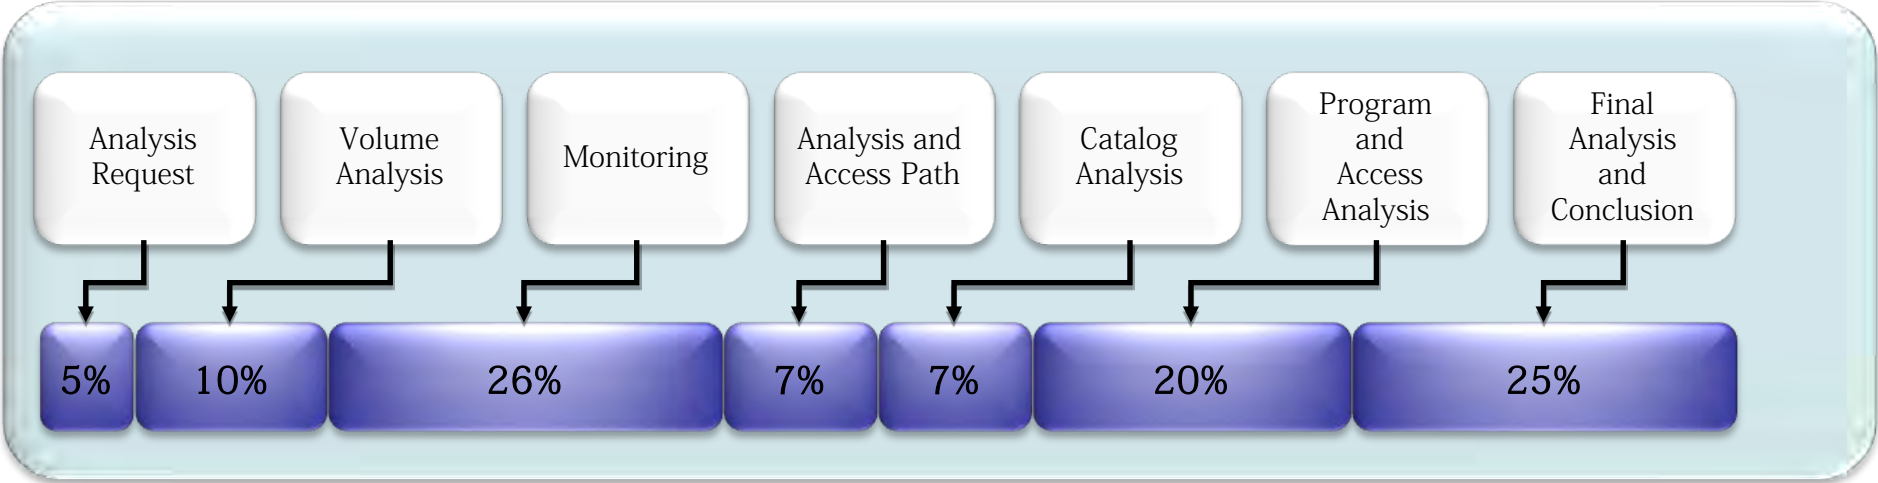 Analysis
Request
Volume
Analysis
Monitoring
Analysis and
Access Path
Catalog
Analysis
Program
and
Access
Analysis
Final
Analysis
and
Conclusion
5%
10%
26%
7%
7%
20%
25%